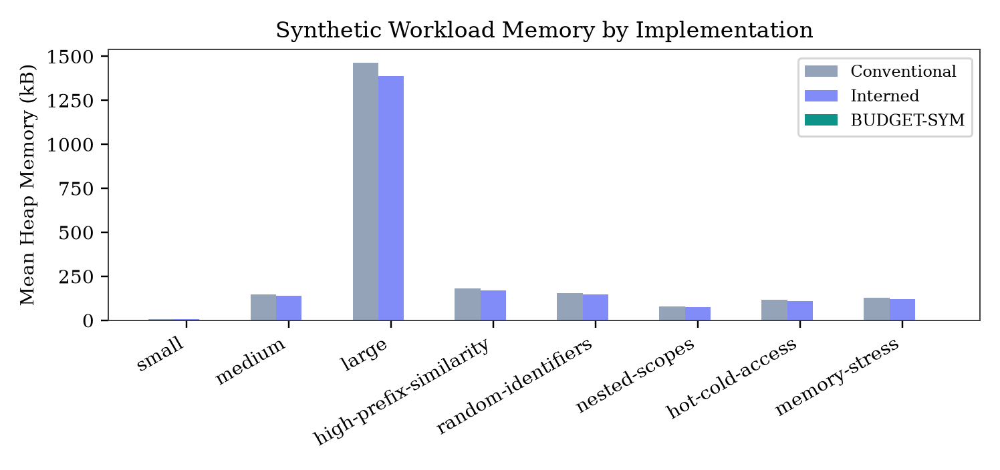 Synthetic Workload Memory by Implementation
Mean Heap Memory (kB)
1500
1250
1000
750
500
250
0
Conventional
Interned
BUDGET-SYM
small
medium
large
high-prefix-similarity
random-identifiers
nested-scopes
hot-cold-access
memory-stress